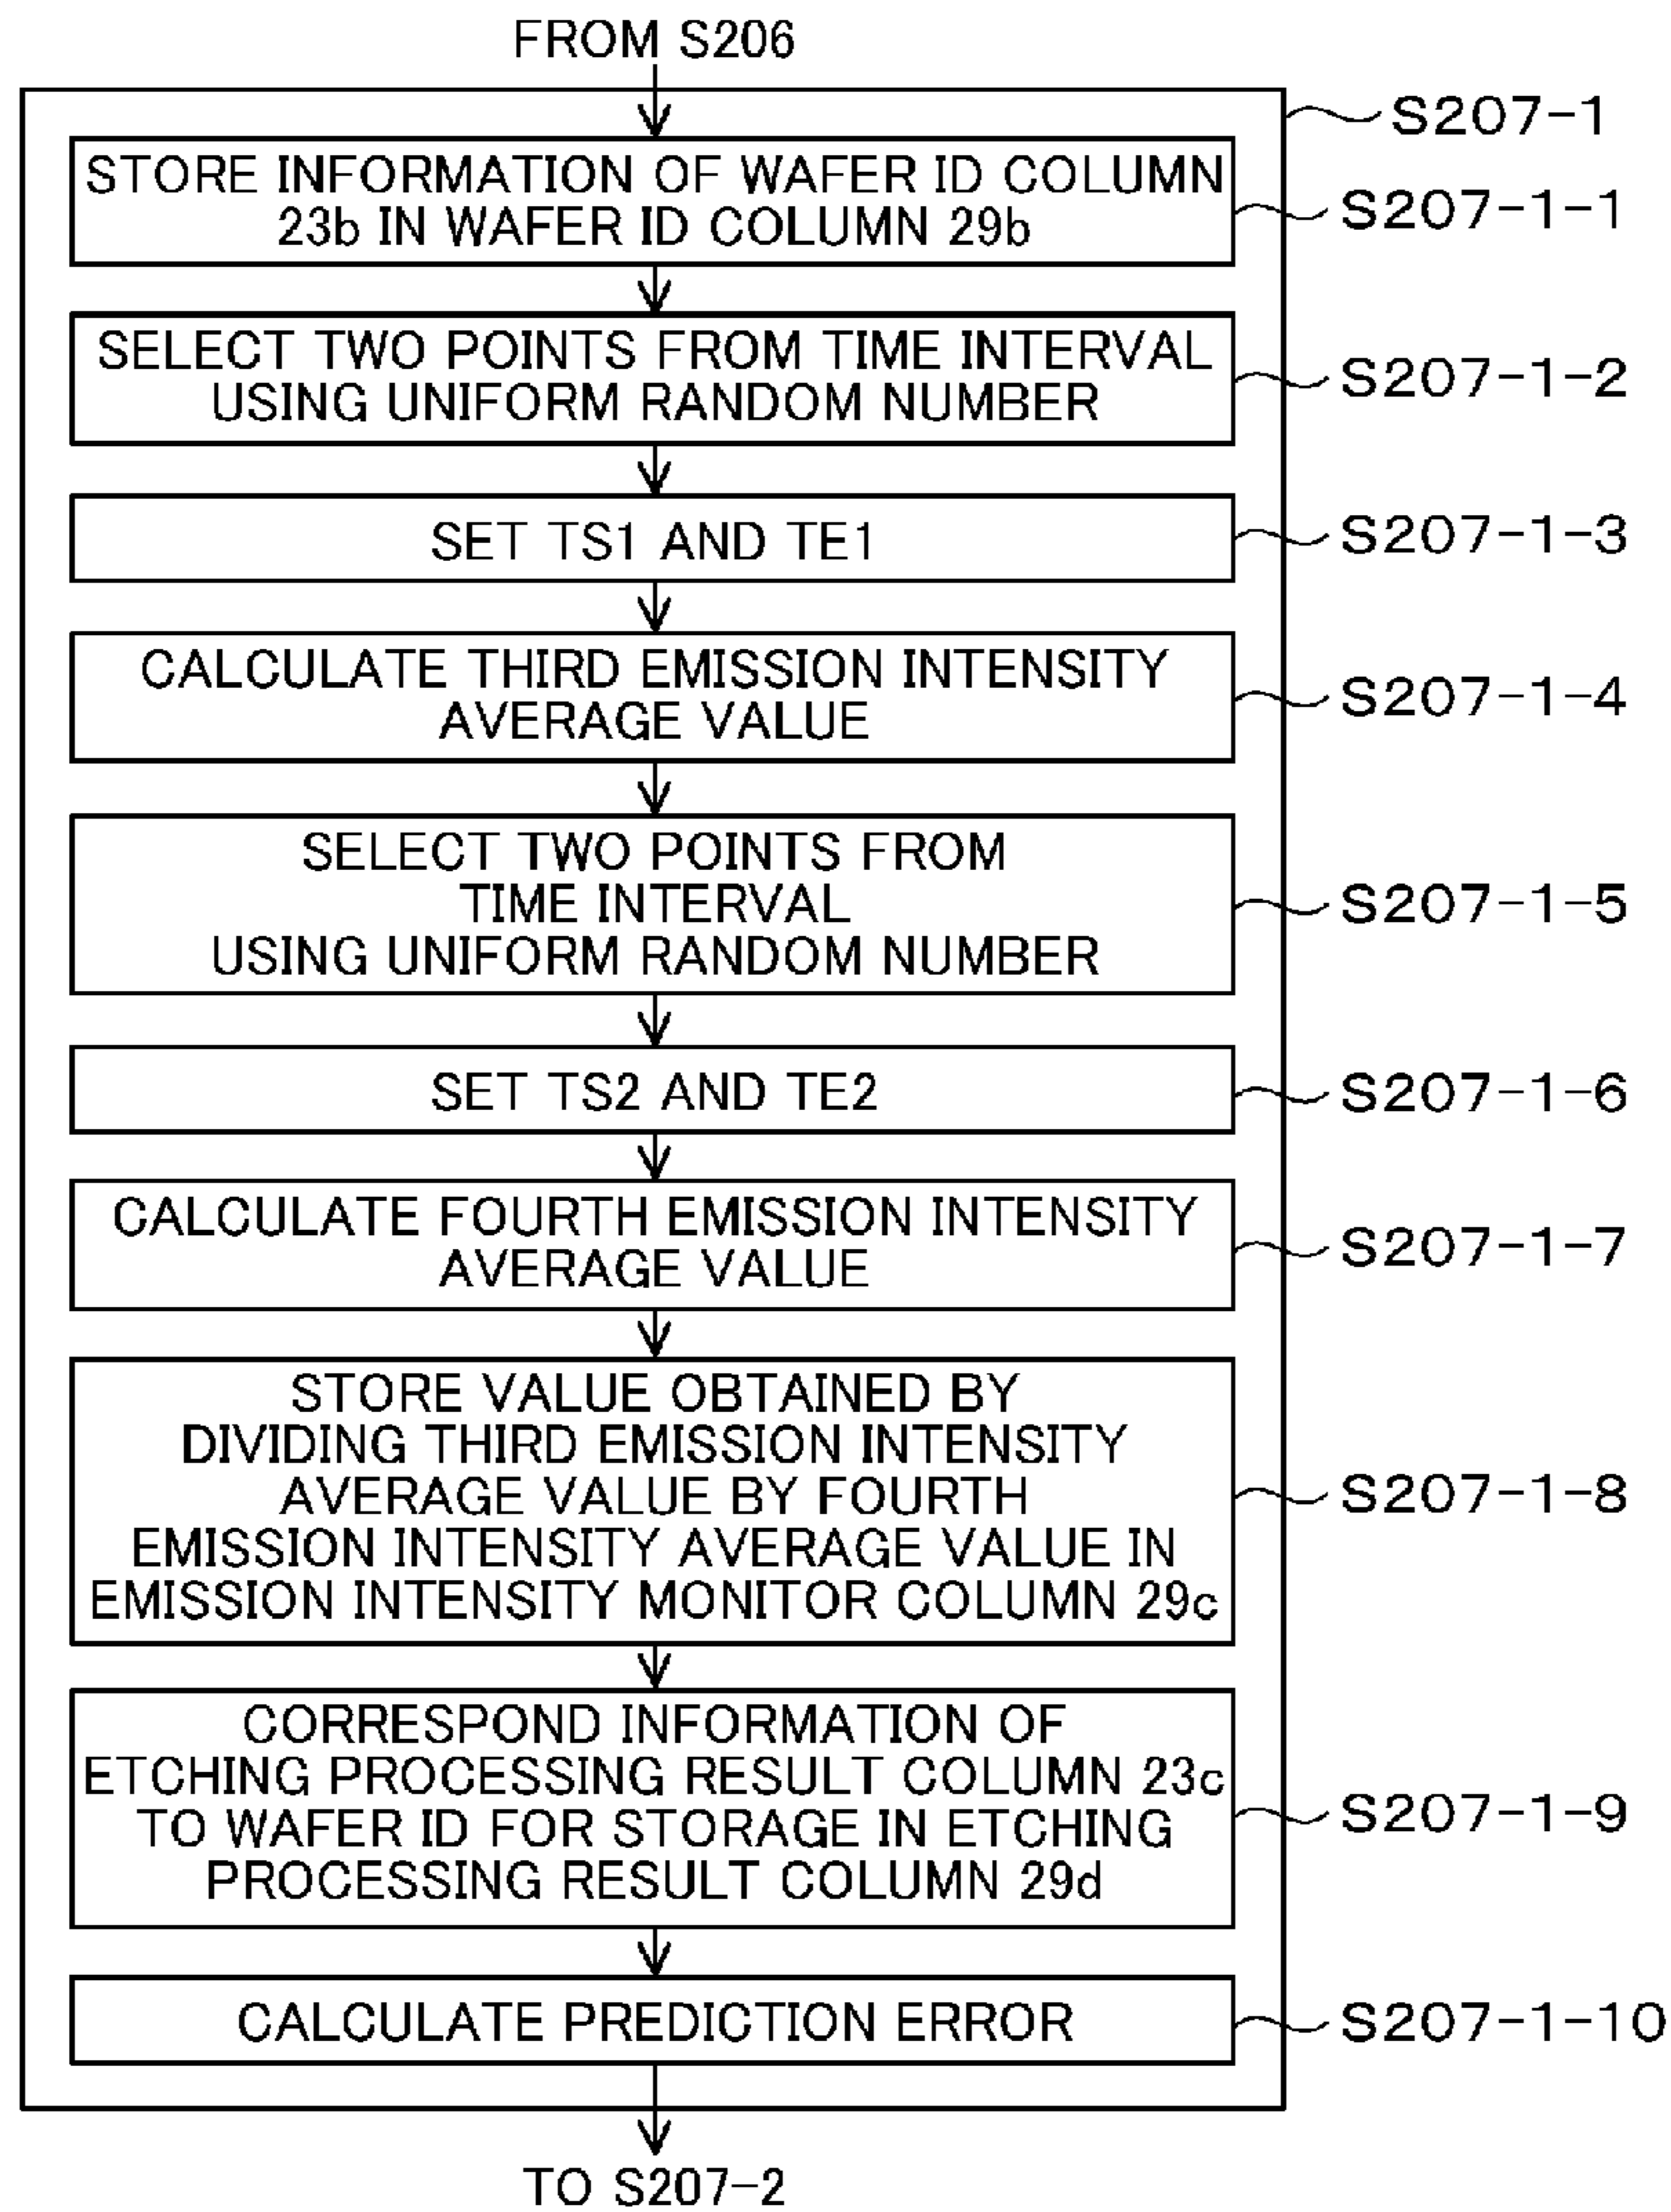 FROM S206
S207-1
STORE INFORMATION OF WAFER ID COLUMN
23b IN WAFER ID COLUMN 29b
S207-1-1
SELECT TWO POINTS FROM TIME INTERVAL
USING UNIFORM RANDOM NUMBER
S207-1-2
SET TS1 AND TE1
S207-1-3
CALCULATE THIRD EMISSION INTENSITY
AVERAGE VALUE
S207-1-4
SELECT TWO POINTS FROM
TIME INTERVAL
USING UNIFORM RANDOM NUMBER
S207-1-5
SET TS2 AND TE2
S207-1-6
CALCULATE FOURTH EMISSION INTENSITY
AVERAGE VALUE
S207-1-7
STORE VALUE OBTAINED BY
DIVIDING THIRD EMISSION INTENSITY
AVERAGE VALUE BY FOURTH
EMISSION INTENSITY AVERAGE VALUE IN
EMISSION INTENSITY MONITOR COLUMN 29c
S207-1-8
CORRESPOND INFORMATION OF
ETCHING PROCESSING RESULT COLUMN 23c
TO WAFER ID FOR STORAGE IN ETCHING
PROCESSING RESULT COLUMN 29d
S207-1-9
CALCULATE PREDICTION ERROR
S207-1-10
TO S207-2